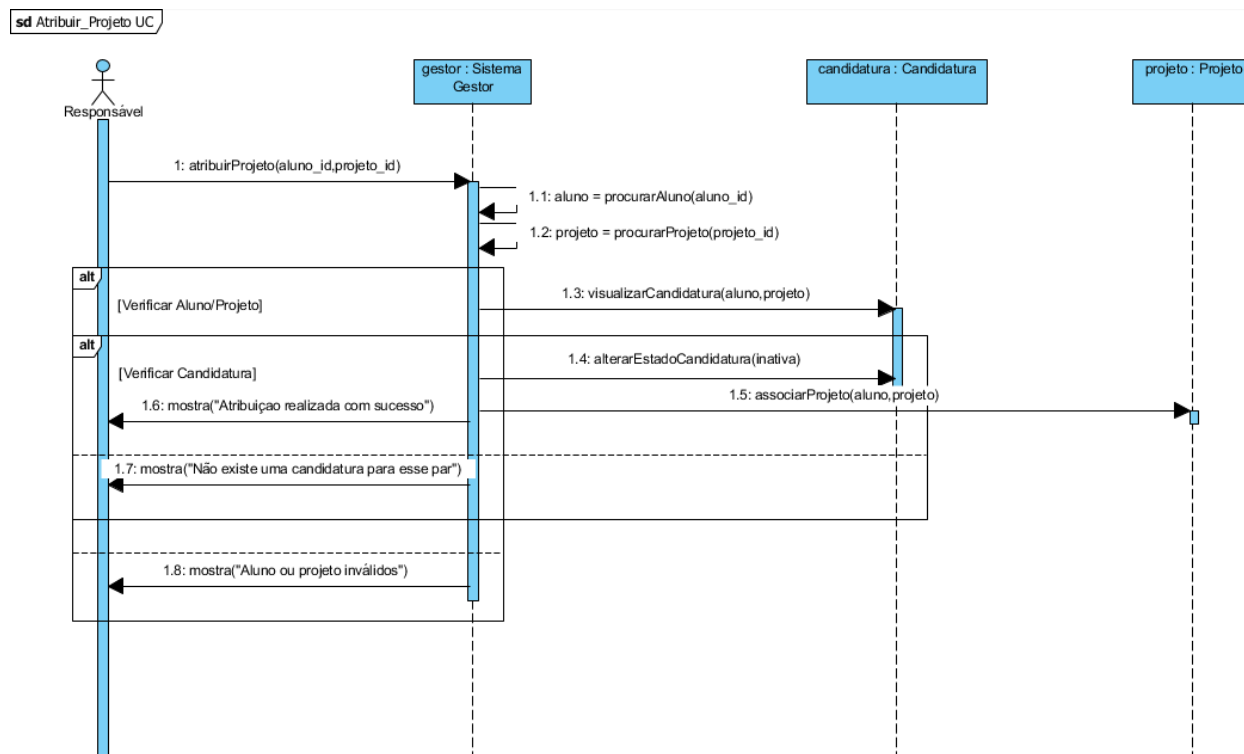 sd Atribuir_Projeto UC
gestor : Sistema
Gestor
candidatura : Candidatura
projeto : Projeto
Responsável
1: atribuirProjeto(aluno_id,projeto_id)
1.1: aluno = procurarAluno(aluno_id)
1.2: projeto = procurarProjeto(projeto_id)
alt
[Verificar Aluno/Projeto]
1.3: visualizarCandidatura(aluno,projeto)
alt
[Verificar Candidatura]
1.4: alterarEstadoCandidatura(inativa)
1.5: associarProjeto(aluno,projeto)
1.6: mostra("Atribuiçao realizada com sucesso")
1.7: mostra("Não existe uma candidatura para esse par")
1.8: mostra("Aluno ou projeto inválidos")